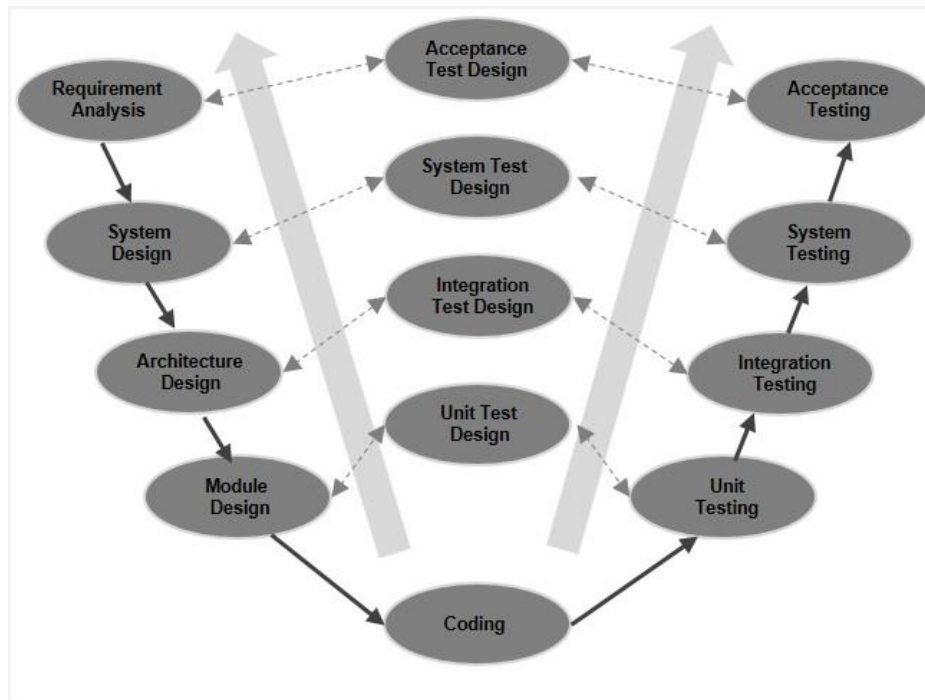 Requirement
Analysis
Acceptance
Test Design
Acceptance
Testing
System
Design
System Test
Design
System
Testing
Architecture
Design
Integration
Test Design
Integration
Testing
Module
Design
Unit Test
Design
Unit
Testing
Coding